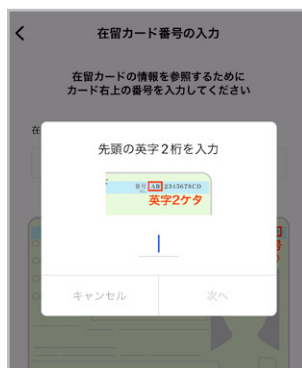 在留カード番号の入力
在留カードの情報を参照するために
カード右上の番号を入力してください
在
先頭の英字2桁を入力
番号 AB 2345678CD
英字2ケタ
キャンセル
次へ
号